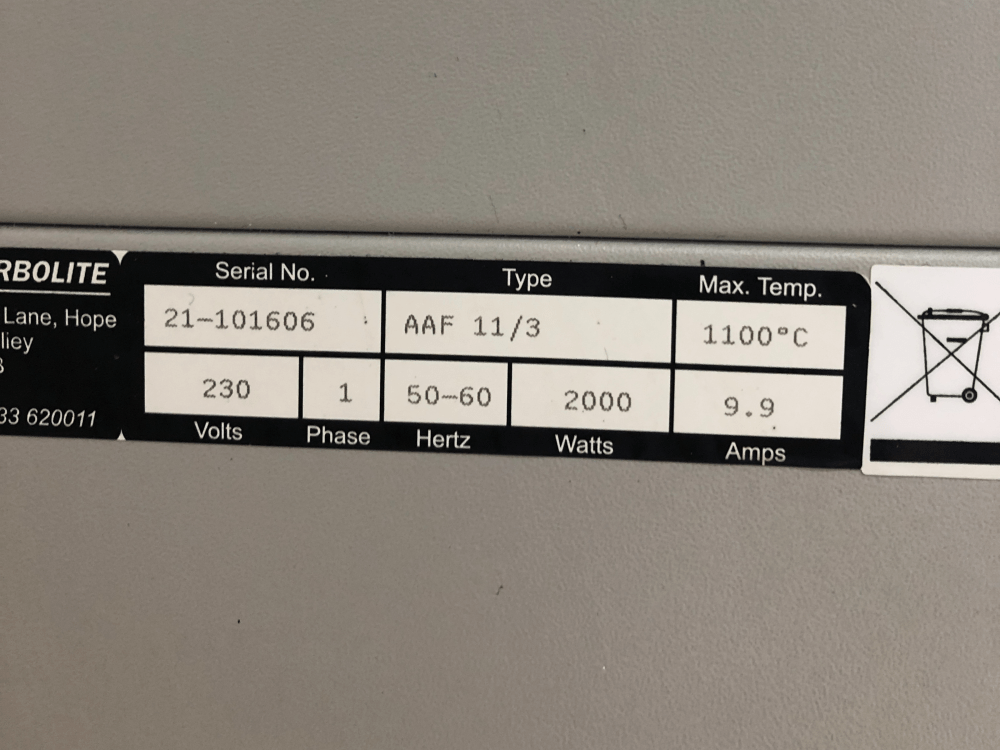 RBOLITE
Lane, Hope
lley
33 620011
Serial No. Type Max. Temp.
21-101606 AAF 11/3 1100°C
230 1 50-60 2000 9.9
Volts Phase Hertz Watts Amps